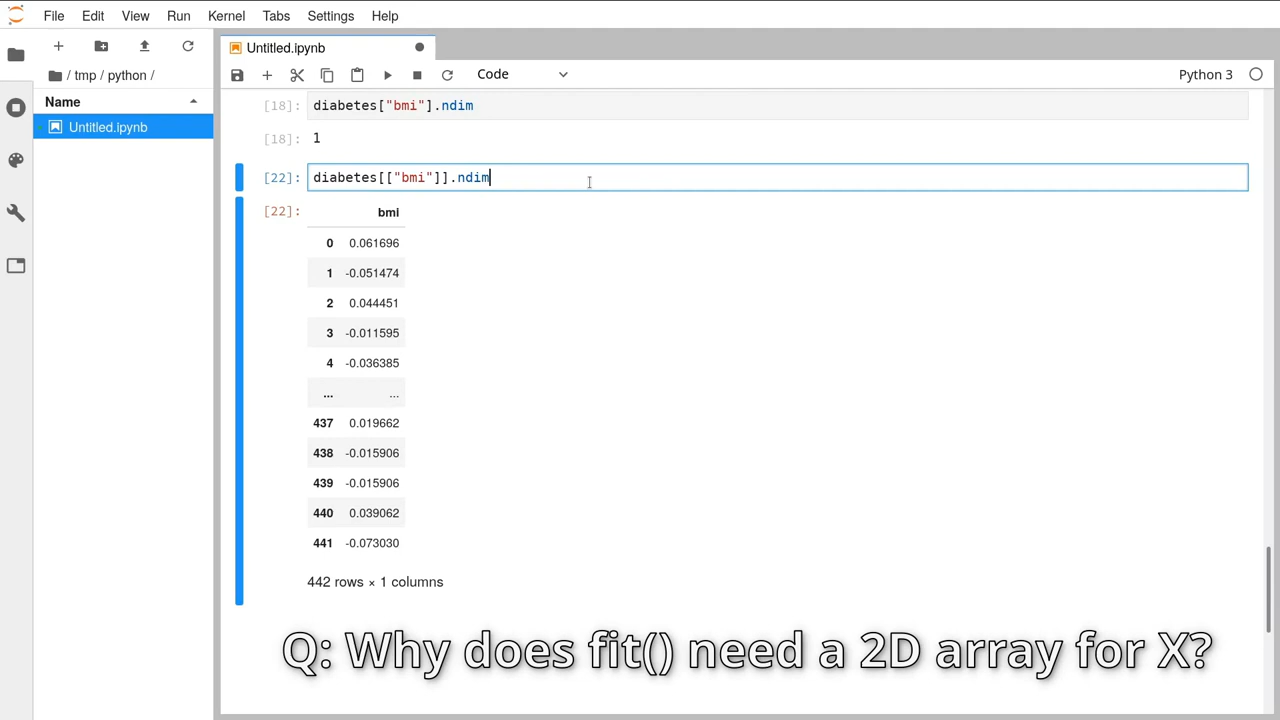 File Edit View Run Kernel Tabs Settings Help
Untitled.ipynb
/ tmp / python /
Code
Python 3
Name
Untitled.ipynb
[18]: diabetes["bmi"].ndim
[18]: 1
[22]: diabetes[["bmi"]].ndim
[22]:
bmi
0 0.061696
1 -0.051474
2 0.044451
3 -0.011595
4 -0.036385
... ...
437 0.019662
438 -0.015906
439 -0.015906
440 0.039062
441 -0.073030
442 rows × 1 columns
Q: Why does fit() need a 2D array for X?